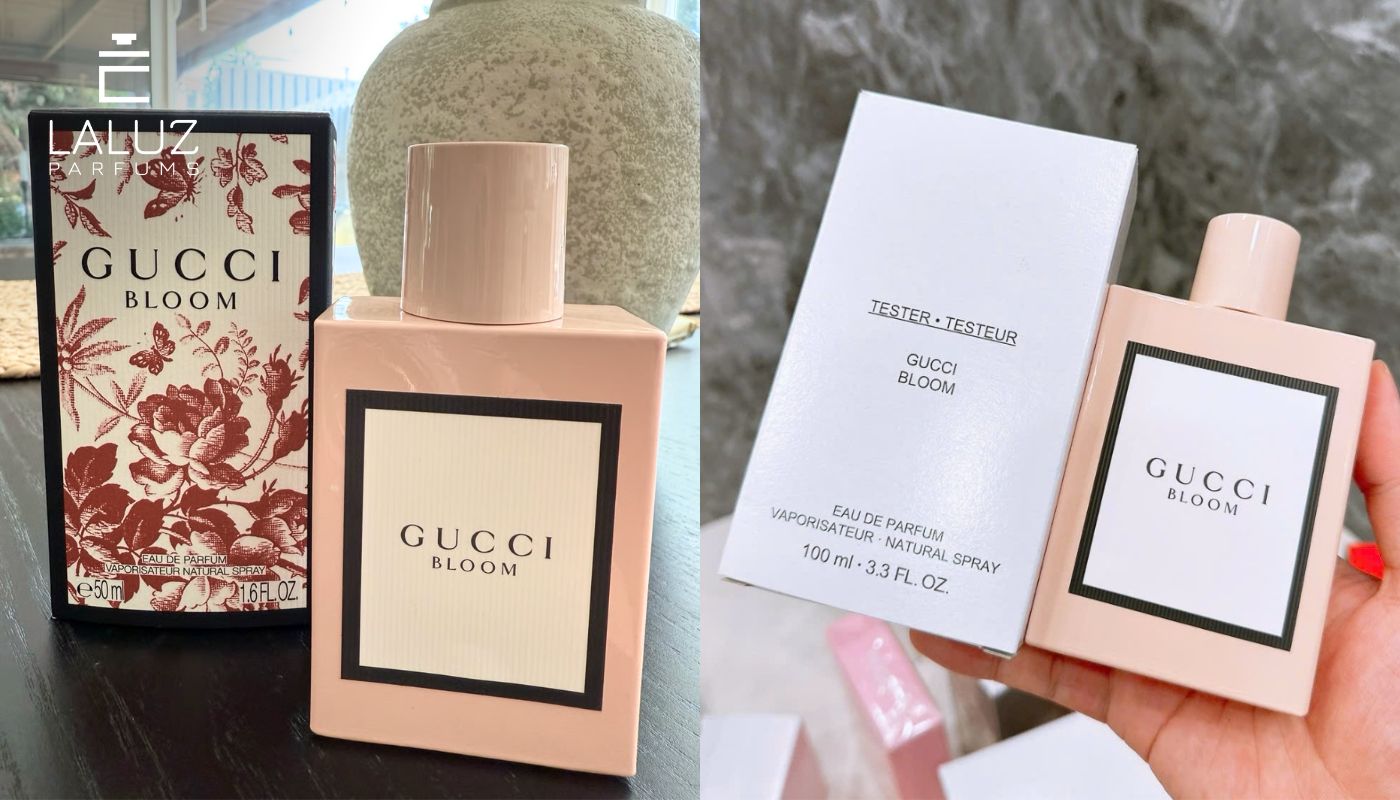 LALUZ
PARFUMS
GUCCI
BLOOM
EAU DE PARFUM
VAPORISATEUR NATURAL SPRAY
℮50 ml 1.6 FL.OZ.
GUCCI
BLOOM
TESTER • TESTEUR
GUCCI
BLOOM
EAU DE PARFUM
VAPORISATEUR · NATURAL SPRAY
100 ml · 3.3 FL. OZ.
GUCCI
BLOOM